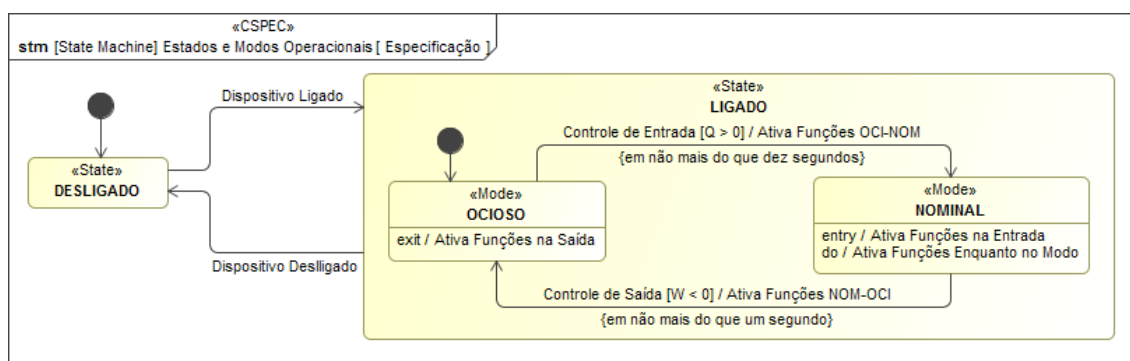 «CSPEC»
stm [State Machine] Estados e Modos Operacionais [ Especificação ]
«State»
LIGADO
Dispositivo Ligado
Controle de Entrada [Q > 0] / Ativa Funções OCI-NOM
{em não mais do que dez segundos}
«State»
DESLIGADO
«Mode»
OCIOSO
exit / Ativa Funções na Saída
«Mode»
NOMINAL
entry / Ativa Funções na Entrada
do / Ativa Funções Enquanto no Modo
Dispositivo Deslligado
Controle de Saída [W < 0] / Ativa Funções NOM-OCI
{em não mais do que um segundo}